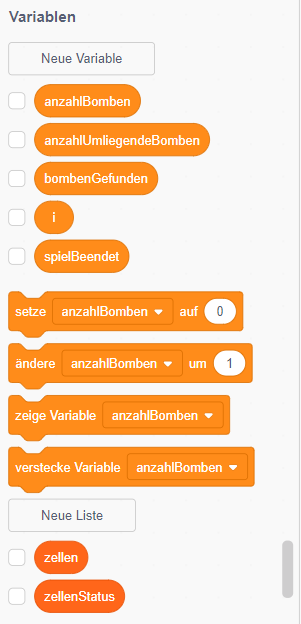 Variablen
Neue Variable
anzahlBomben
anzahlUmliegendeBomben
bombenGefunden
i
spielBeendet
setze anzahlBomben auf 0
ändere anzahlBomben um 1
zeige Variable anzahlBomben
verstecke Variable anzahlBomben
Neue Liste
zellen
zellenStatus